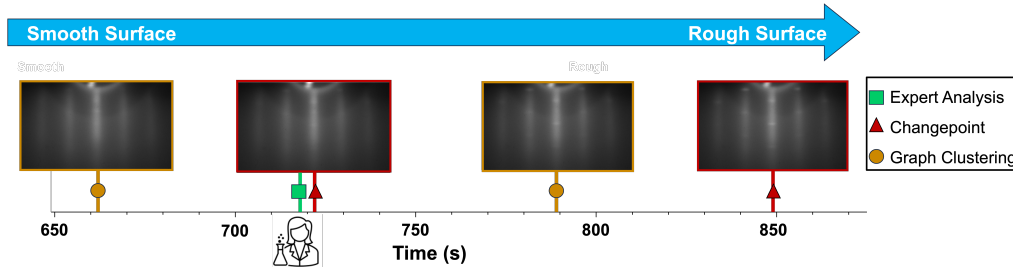 Smooth Surface
Rough Surface
Smooth
Rough
Expert Analysis
Changepoint
Graph Clustering
650
700
750
800
850
Time (s)